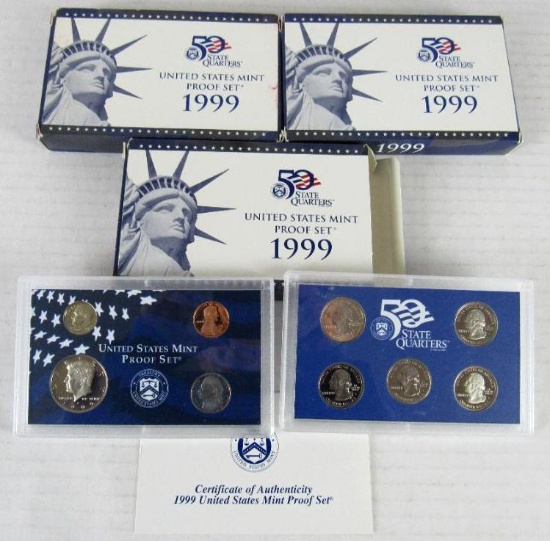 50
STATE
QUARTERS
UNITED STATES MINT
PROOF SET
1999
50
STATE
QUARTERS
UNITED STATES MINT
PROOF SET
1999
1999
50
STATE
QUARTERS
UNITED STATES MINT
PROOF SET
1999
UNITED STATES MINT
PROOF SET
50
STATE
QUARTERS
Certificate of Authenticity
1999 United States Mint Proof Set